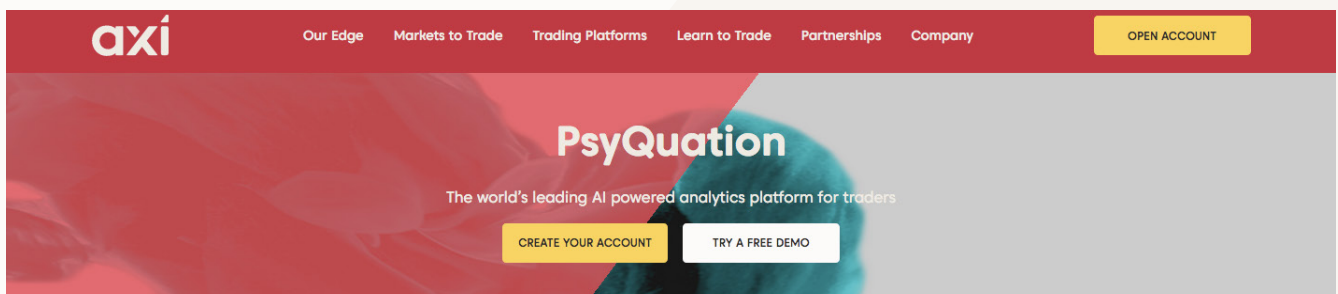 axi
Our Edge Markets to Trade Trading Platforms Learn to Trade Partnerships Company OPEN ACCOUNT
PsyQuation
The world's leading AI powered analytics platform for traders
CREATE YOUR ACCOUNT TRY A FREE DEMO